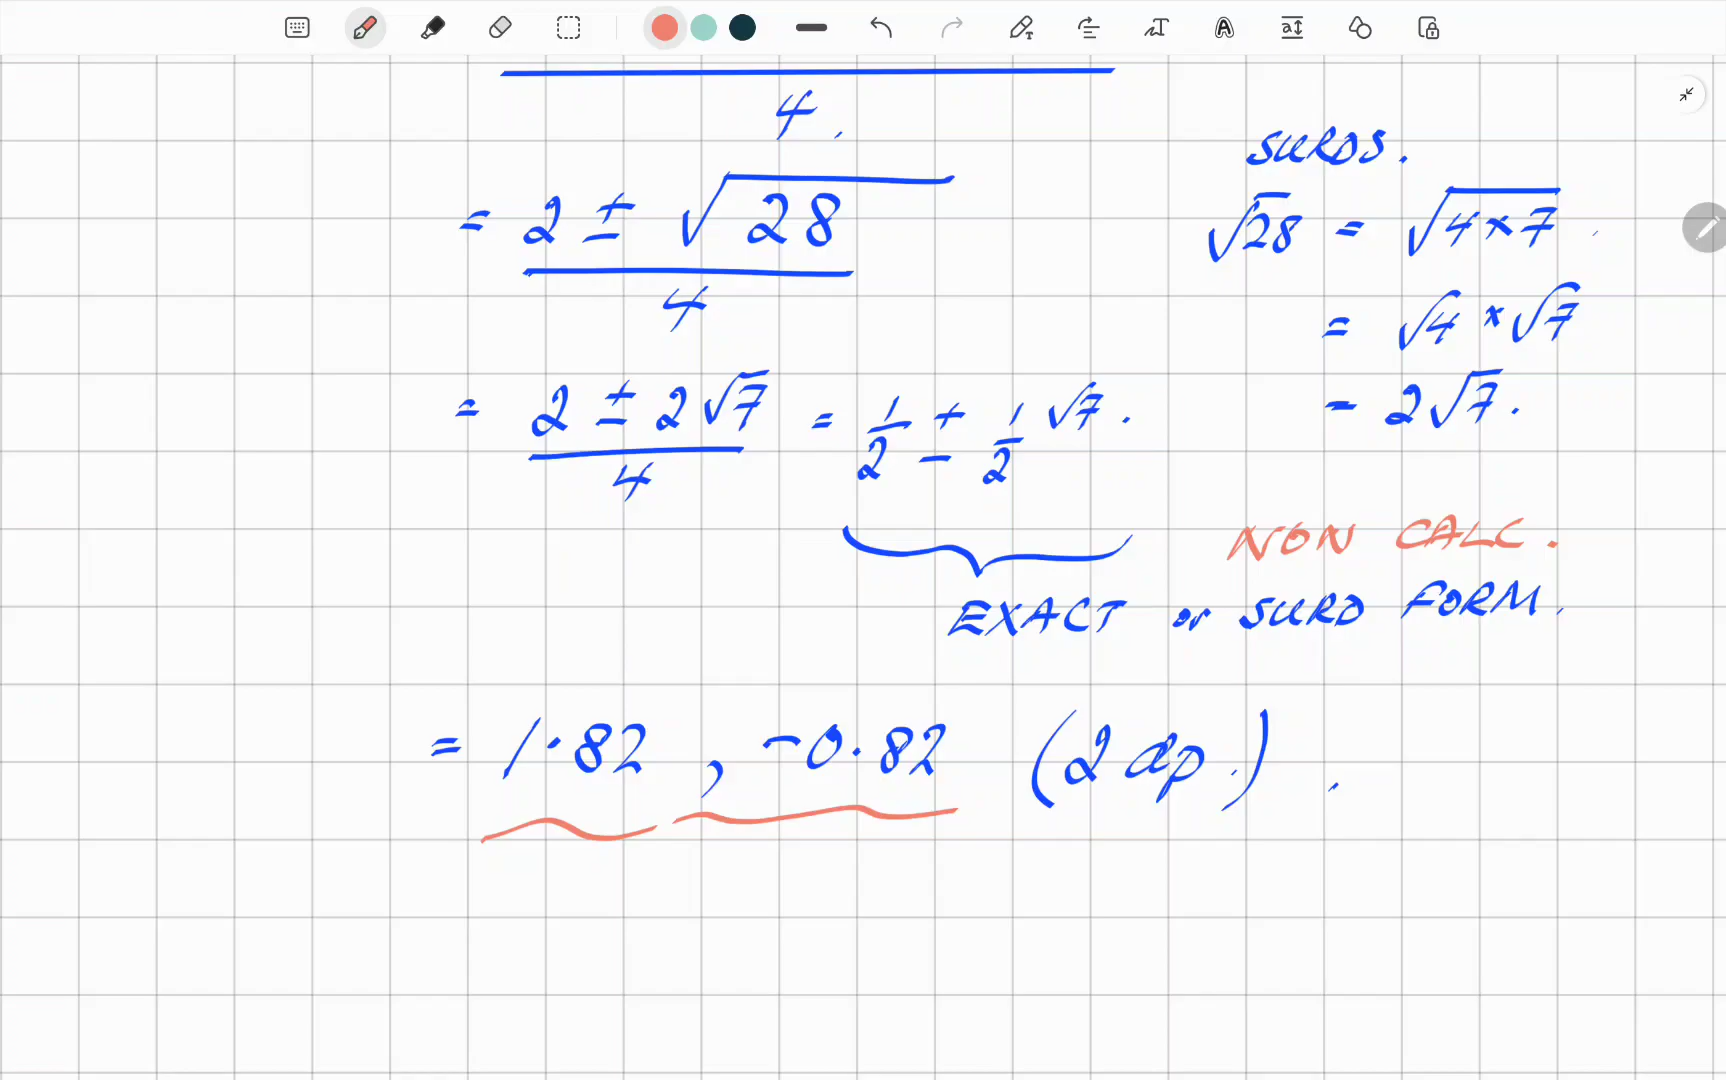 4.
= 2 ± √28
4
= 2 ± 2√7 = 1/2 ± 1/2 √7.
4
EXACT or SURD FORM.
= 1.82, -0.82 (2 dp.).
SURDS.
√28 = √4×7
= √4 × √7
= 2√7.
NON CALC.